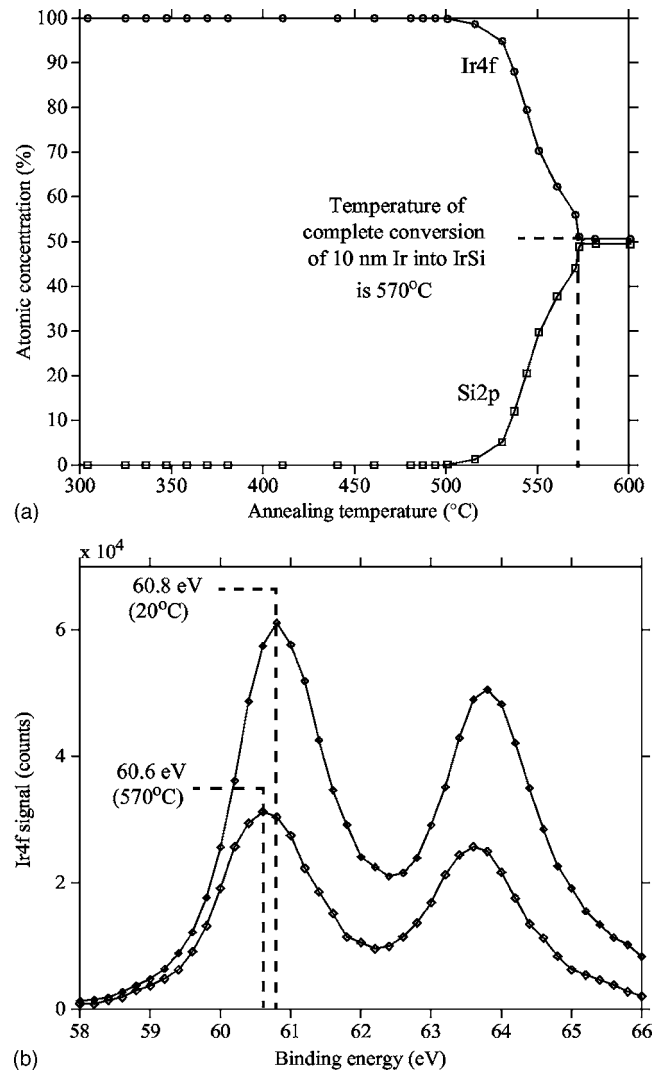 100
90
80
70
60
50
40
30
20
10
0
Atomic concentration (%)
Ir4f
Temperature of
complete conversion
of 10 nm Ir into IrSi
is 570°C
Si2p
300 350 400 450 500 550 600
(a)
Annealing temperature (°C)
x 10⁴
6
4
2
0
Ir4f signal (counts)
60.8 eV
(20°C)
60.6 eV
(570°C)
58 59 60 61 62 63 64 65 66
(b)
Binding energy (eV)